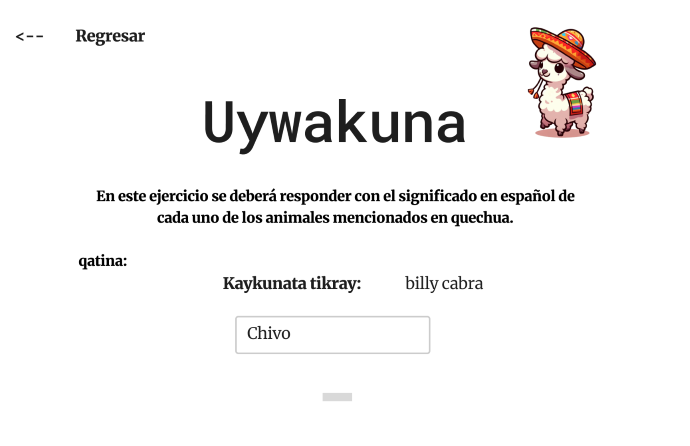 <-- Regresar
Uywakuna
En este ejercicio se deberá responder con el significado en español de
cada uno de los animales mencionados en quechua.
qatina:
Kaykunata tikray: billy cabra
Chivo